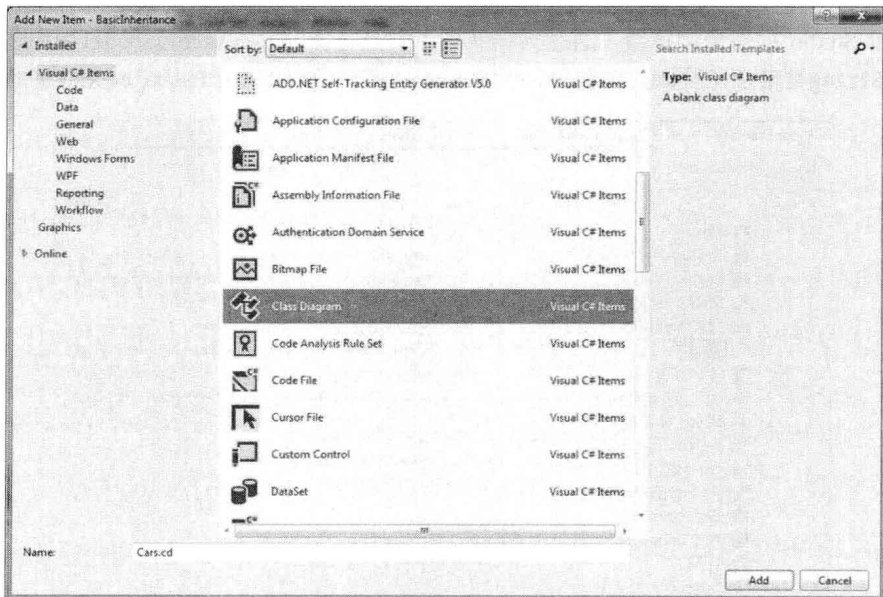 Add New Item - BasicInheritance
Installed
Sort by: Default
Search Installed Templates
Visual C# Items
Code
Data
General
Web
Windows Forms
WPF
Reporting
Workflow
Graphics
Online
ADO.NET Self-Tracking Entity Generator V5.0 Visual C# Items
Application Configuration File Visual C# Items
Application Manifest File Visual C# Items
Assembly Information File Visual C# Items
Authentication Domain Service Visual C# Items
Bitmap File Visual C# Items
Class Diagram Visual C# Items
Code Analysis Rule Set Visual C# Items
Code File Visual C# Items
Cursor File Visual C# Items
Custom Control Visual C# Items
DataSet Visual C# Items
Type: Visual C# Items
A blank class diagram
Name: Cars.cd
Add Cancel